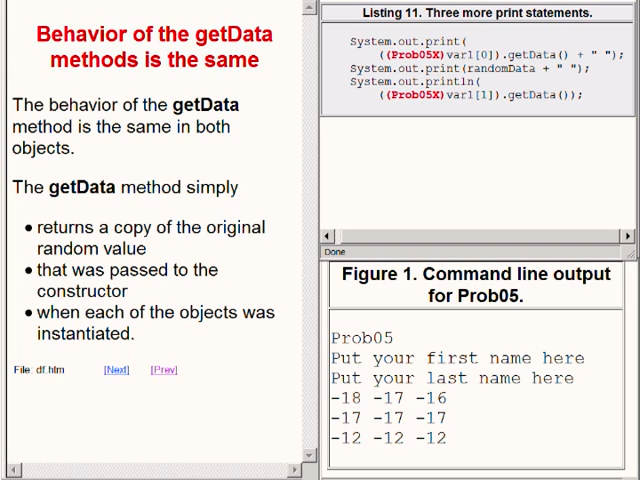 Behavior of the getData
methods is the same
The behavior of the getData
method is the same in both
objects.
The getData method simply
• returns a copy of the original
random value
• that was passed to the
constructor
• when each of the objects was
instantiated.
File: df.htm [Next] [Prev]
Listing 11. Three more print statements.
System.out.print(
((Prob05X)var1[0]).getData() + " ");
System.out.print(randomData + " ");
System.out.println(
((Prob05X)var1[1]).getData());
Done
Figure 1. Command line output
for Prob05.
Prob05
Put your first name here
Put your last name here
-18 -17 -16
-17 -17 -17
-12 -12 -12